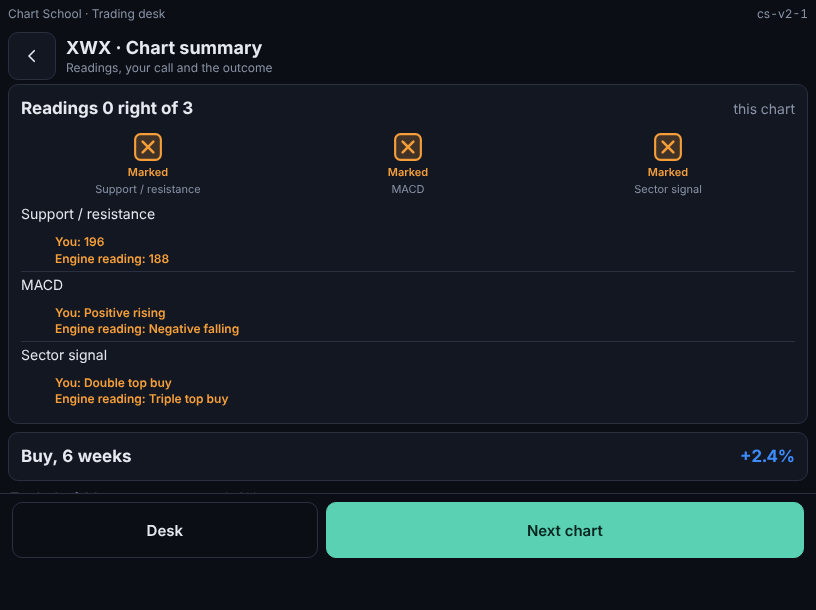 Chart School · Trading desk
cs-v2-1
XWX · Chart summary
Readings, your call and the outcome
Readings 0 right of 3
this chart
Marked
Marked
Marked
Support / resistance
MACD
Sector signal
Support / resistance
You: 196
Engine reading: 188
MACD
You: Positive rising
Engine reading: Negative falling
Sector signal
You: Double top buy
Engine reading: Triple top buy
Buy, 6 weeks
+2.4%
Desk
Next chart